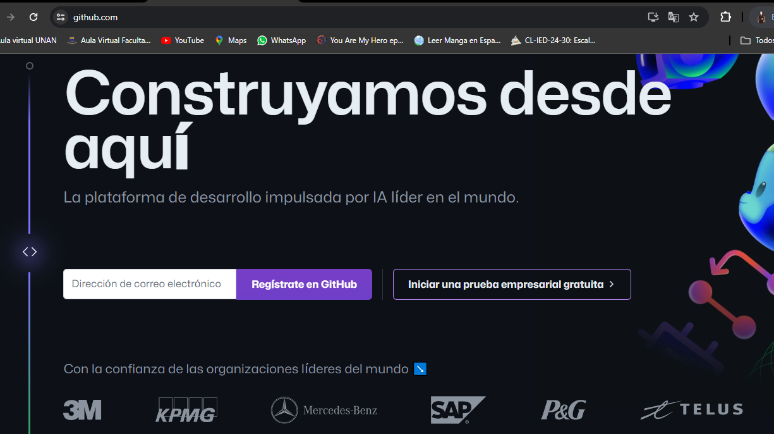 github.com
ula virtual UNAN
Aula Virtual Faculta...
YouTube
Maps
WhatsApp
You Are My Hero ep...
Leer Manga en Espa...
CL-IED-24-30: Escal...
Todos
Construyamos desde
aquí
La plataforma de desarrollo impulsada por IA líder en el mundo.
Dirección de correo electrónico
Regístrate en GitHub
Iniciar una prueba empresarial gratuita
Con la confianza de las organizaciones líderes del mundo
3M
KPMG
Mercedes-Benz
SAP
P&G
TELUS